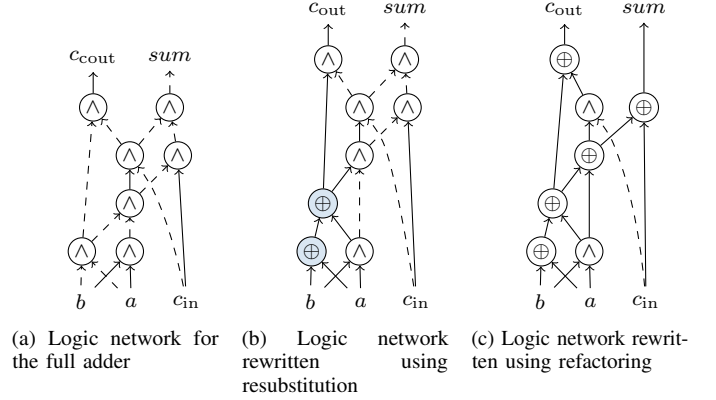 c_cout sum
∧ ∧
∧ ∧
∧
∧ ∧
b a c_in
(a) Logic network for
the full adder
c_out sum
∧ ∧
∧ ∧
∧
⊕
⊕ ∧
b a c_in
(b) Logic network
rewritten using
resubstitution
c_out sum
⊕
∧ ⊕
⊕
⊕
⊕ ∧
b a c_in
(c) Logic network rewrit-
ten using refactoring